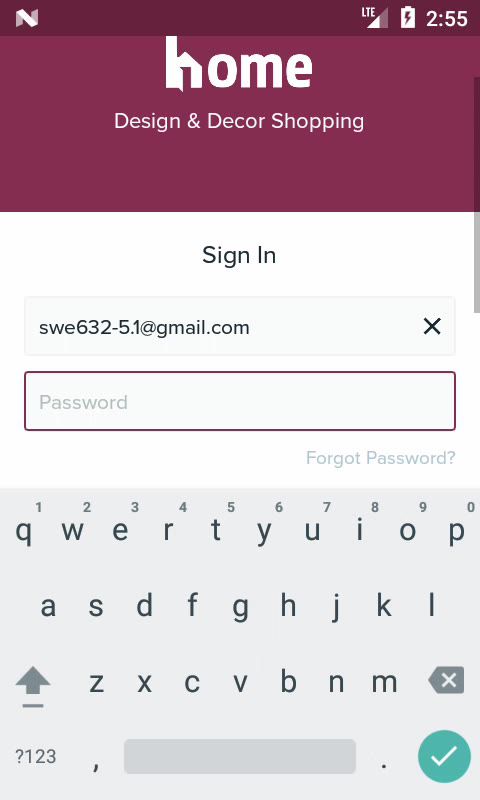 LTE 2:55
home
Design & Decor Shopping
Sign In
swe632-5.1@gmail.com
Password
Forgot Password?
1 2 3 4 5 6 7 8 9 0
q w e r t y u i o p
a s d f g h j k l
z x c v b n m
?123 , .